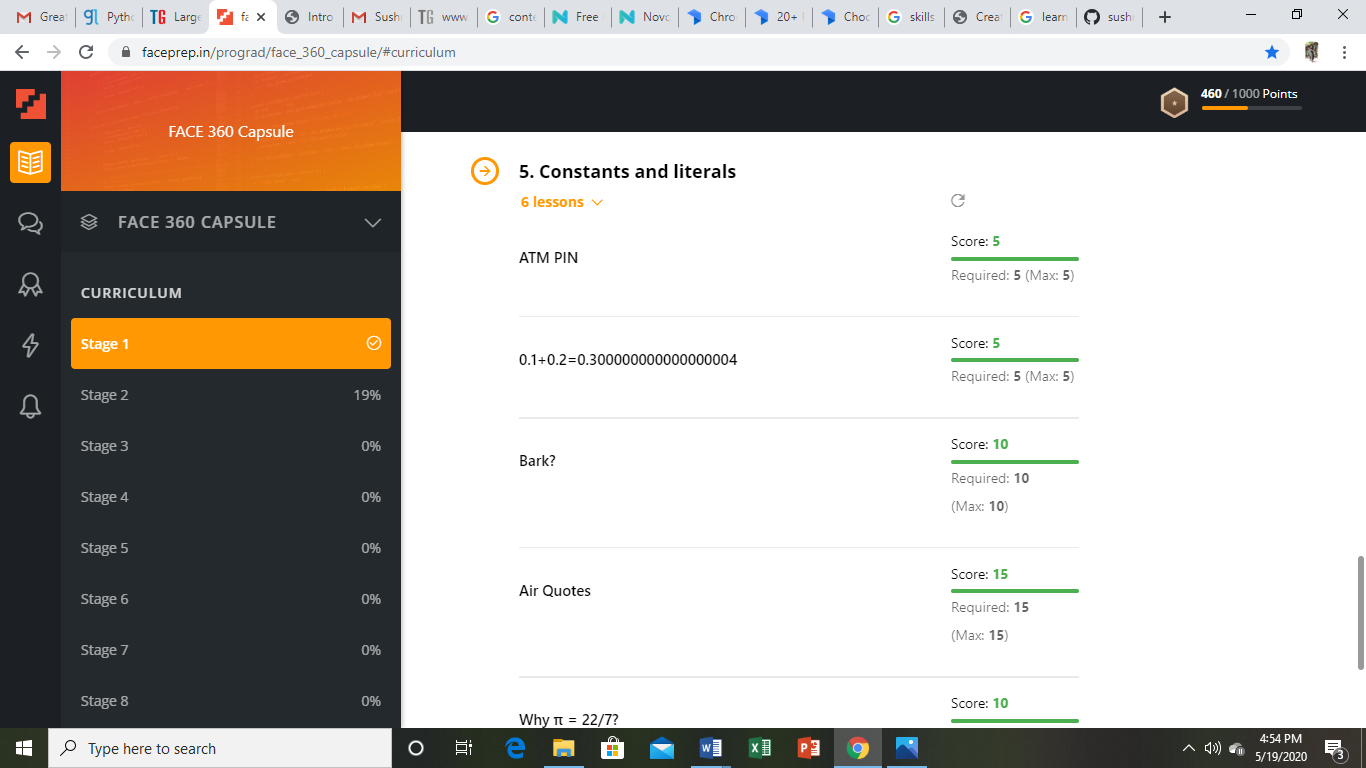 Great
Pytho
Large
fa
Intro
Sushr
www
conte
Free
Novo
Chro
20+
Choc
skills
Creat
learn
sush
faceprep.in/prograd/face_360_capsule/#curriculum
FACE 360 Capsule
460 / 1000 Points
FACE 360 CAPSULE
CURRICULUM
Stage 1
Stage 2 19%
Stage 3 0%
Stage 4 0%
Stage 5 0%
Stage 6 0%
Stage 7 0%
Stage 8 0%
5. Constants and literals
6 lessons
ATM PIN
Score: 5
Required: 5 (Max: 5)
0.1+0.2=0.300000000000000004
Score: 5
Required: 5 (Max: 5)
Bark?
Score: 10
Required: 10
(Max: 10)
Air Quotes
Score: 15
Required: 15
(Max: 15)
Why π = 22/7?
Score: 10
Type here to search
4:54 PM
5/19/2020
3